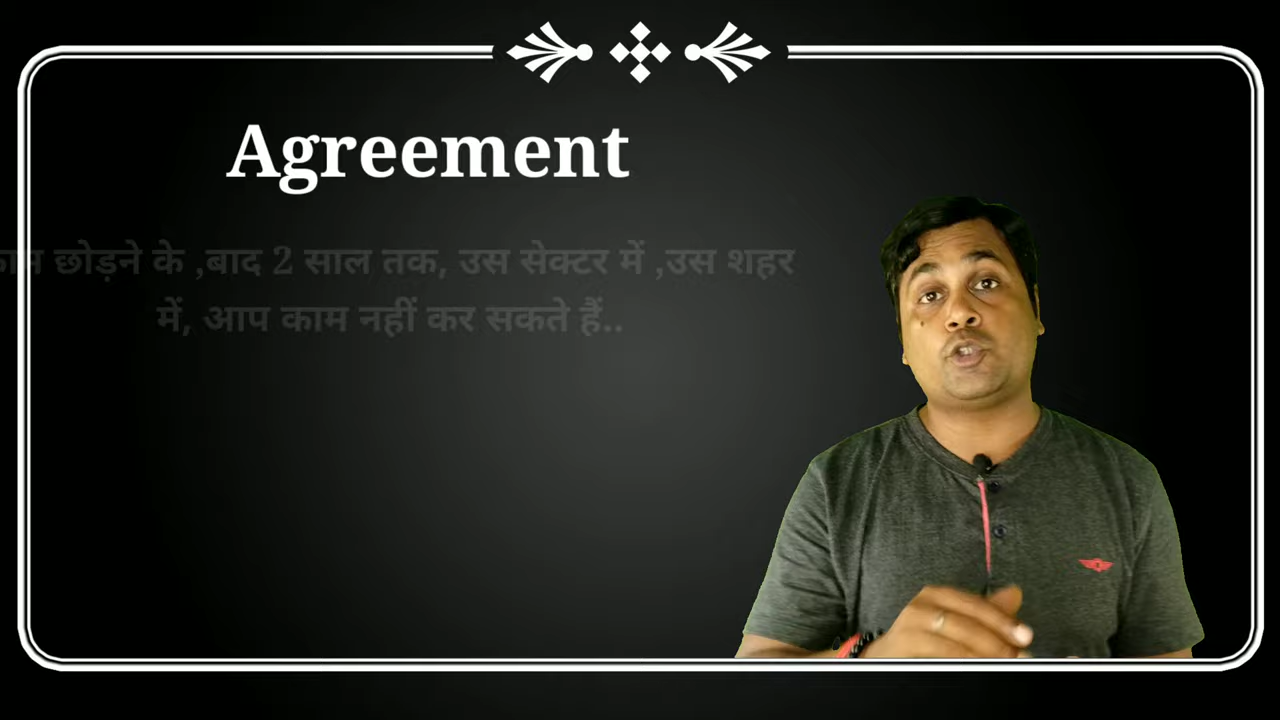 Agreement
छोड़ने के ,बाद 2 साल तक, उस सेक्टर में ,उस शहर
में, आप काम नहीं कर सकते हैं..